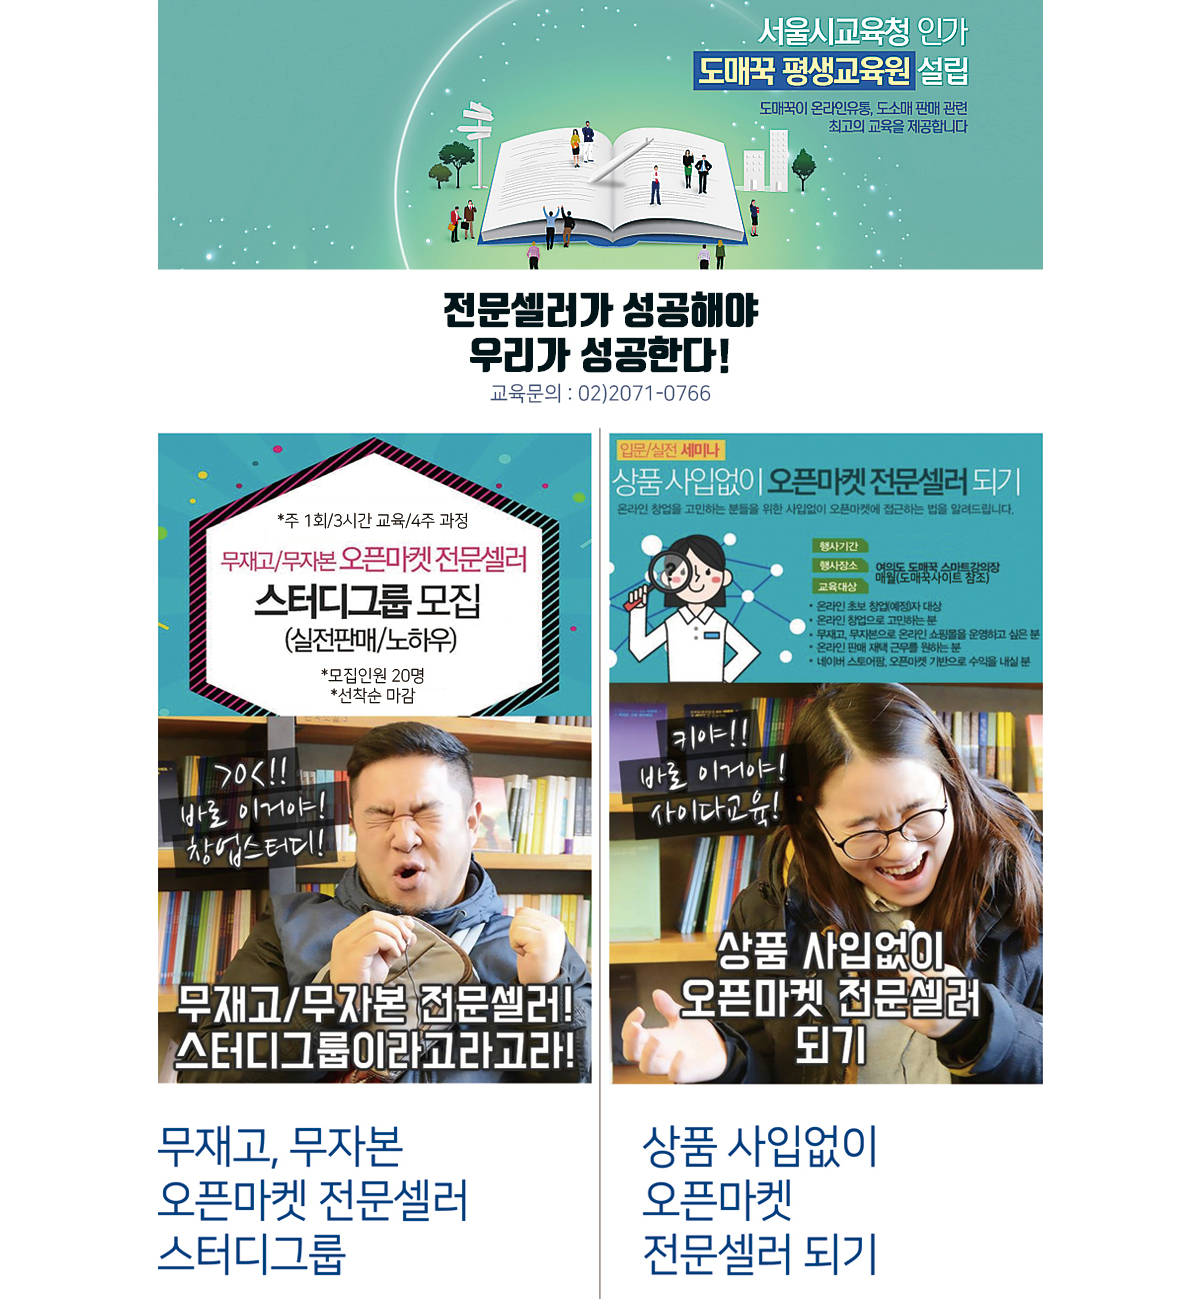 서울시교육청 인가
도매꾹 평생교육원 설립
도매꾹이 온라인유통, 도소매 판매 관련
최고의 교육을 제공합니다
전문셀러가 성공해야
우리가 성공한다!
교육문의 : 02)2071-0766
*주 1회/3시간 교육/4주 과정
무재고/무자본 오픈마켓 전문셀러
스터디그룹 모집
(실전판매/노하우)
*모집인원 20명
*선착순 마감
>o<!!
바로 이거야!
창업스터디!
무재고/무자본 전문셀러!
스터디그룹이라고라고라!
무재고, 무자본
오픈마켓 전문셀러
스터디그룹
입문/실전 세미나
상품 사입없이 오픈마켓 전문셀러 되기
온라인 창업을 고민하는 분들을 위한 사입없이 오픈마켓에 접근하는 법을 알려드립니다.
행사기간
행사장소
여의도 도매꾹 스마트강의장
매월(도매꾹사이트 참조)
교육대상
• 온라인 초보 창업(예정)자 대상
• 온라인 창업으로 고민하는 분
• 무재고, 무자본으로 온라인 쇼핑몰을 운영하고 싶은 분
• 온라인 판매 재택 근무를 원하는 분
• 네이버 스토어팜, 오픈마켓 기반으로 수익을 내실 분
키야!!
바로 이거야!
사이다교육!
상품 사입없이
오픈마켓 전문셀러
되기
상품 사입없이
오픈마켓
전문셀러 되기